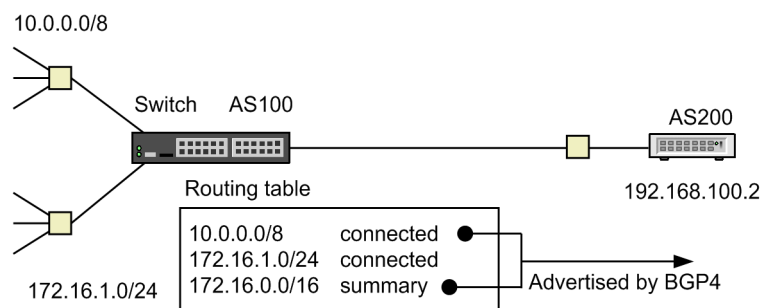 10.0.0.0/8
Switch AS100
AS200
192.168.100.2
Routing table
10.0.0.0/8 connected
172.16.1.0/24 connected
172.16.0.0/16 summary
Advertised by BGP4
172.16.1.0/24